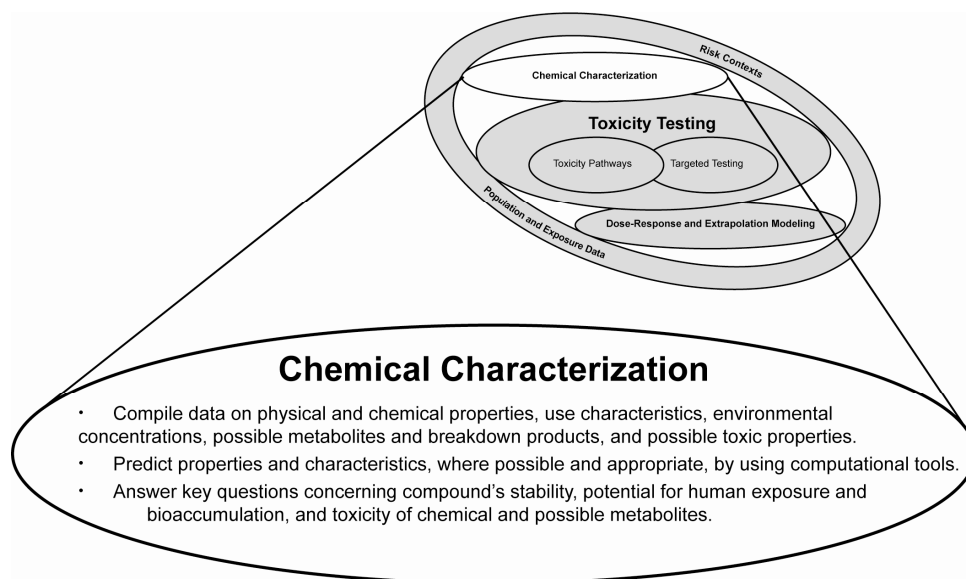 Risk Contexts
Chemical Characterization
Toxicity Testing
Toxicity Pathways
Targeted Testing
Population and Exposure Data
Dose-Response and Extrapolation Modeling
Chemical Characterization
· Compile data on physical and chemical properties, use characteristics, environmental
concentrations, possible metabolites and breakdown products, and possible toxic properties.
· Predict properties and characteristics, where possible and appropriate, by using computational tools.
· Answer key questions concerning compound's stability, potential for human exposure and
bioaccumulation, and toxicity of chemical and possible metabolites.